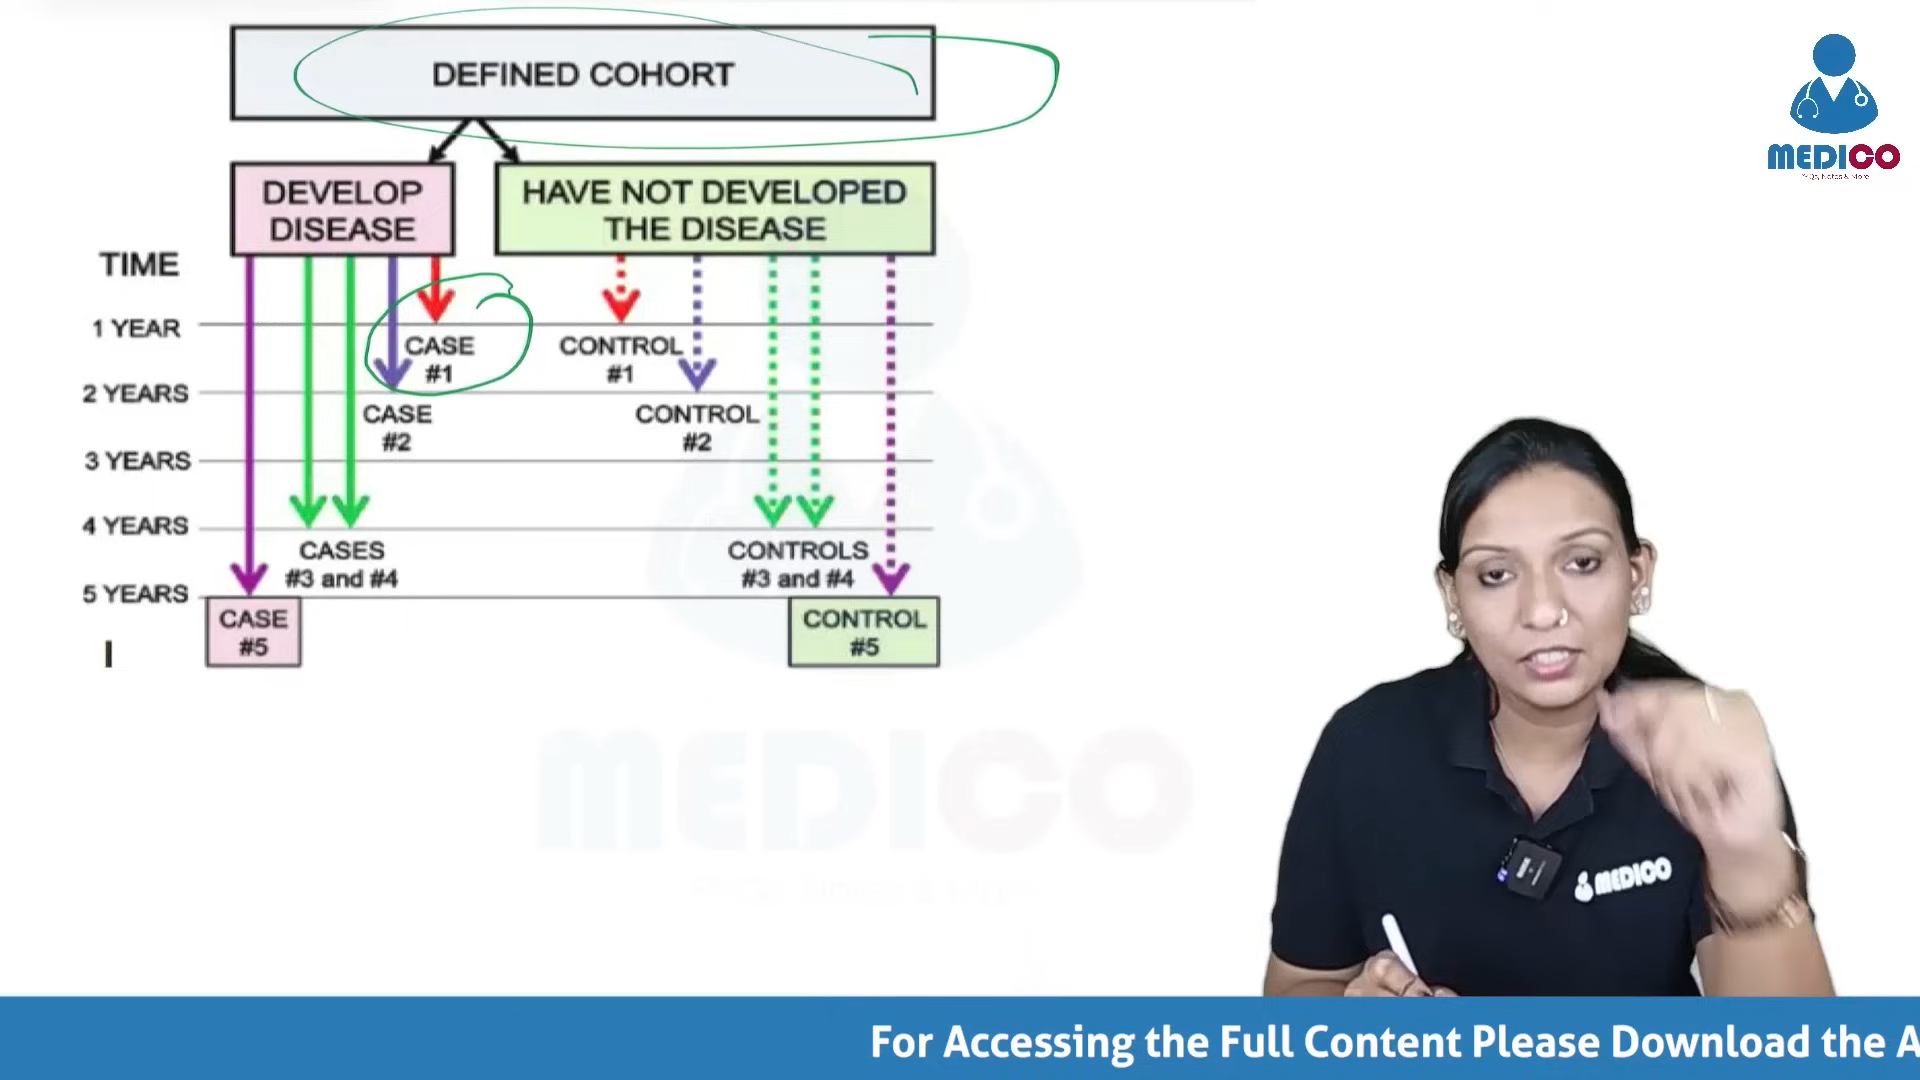 DEFINED COHORT
DEVELOP
DISEASE
HAVE NOT DEVELOPED
THE DISEASE
TIME
1 YEAR
CASE
#1
CONTROL
#1
2 YEARS
CASE
#2
CONTROL
#2
3 YEARS
4 YEARS
CASES
#3 and #4
CONTROLS
#3 and #4
5 YEARS
CASE
#5
CONTROL
#5
I
MEDICO
MEDICO
MEDICO
For Accessing the Full Content Please Download the A